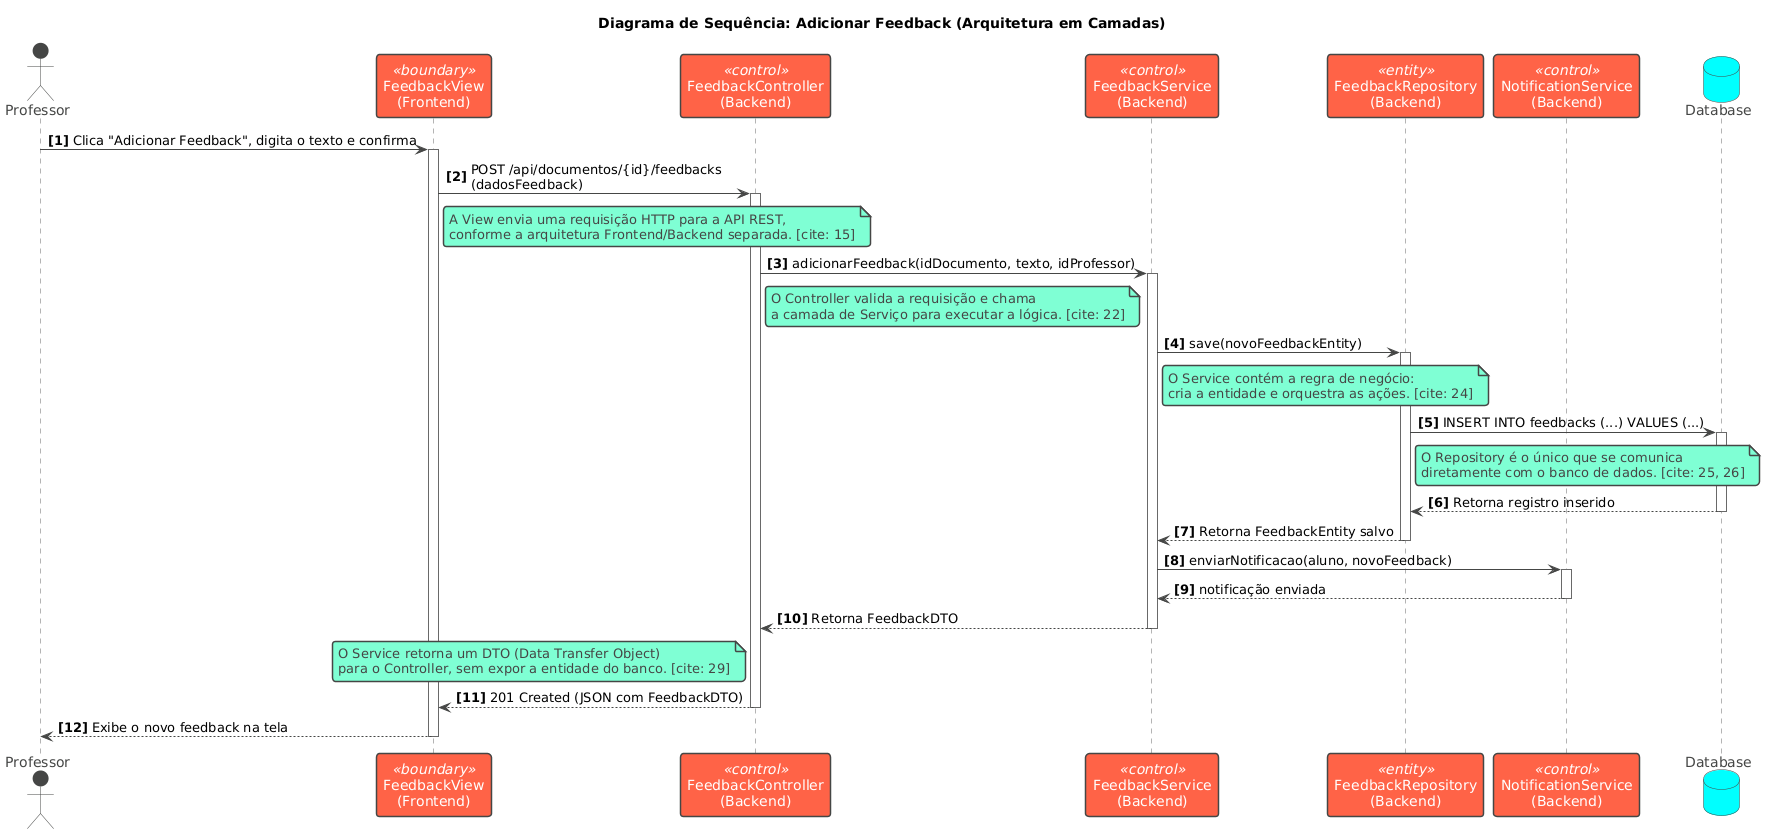 Diagrama de Sequência: Adicionar Feedback (Arquitetura em Camadas)
Professor
«boundary»
FeedbackView
(Frontend)
«control»
FeedbackController
(Backend)
«control»
FeedbackService
(Backend)
«entity»
FeedbackRepository
(Backend)
«control»
NotificationService
(Backend)
Database
[1] Clica "Adicionar Feedback", digita o texto e confirma
[2] POST /api/documentos/{id}/feedbacks
(dadosFeedback)
A View envia uma requisição HTTP para a API REST,
conforme a arquitetura Frontend/Backend separada. [cite: 15]
[3] adicionarFeedback(idDocumento, texto, idProfessor)
O Controller valida a requisição e chama
a camada de Serviço para executar a lógica. [cite: 22]
[4] save(novoFeedbackEntity)
O Service contém a regra de negócio:
cria a entidade e orquestra as ações. [cite: 24]
[5] INSERT INTO feedbacks (...) VALUES (...)
O Repository é o único que se comunica
diretamente com o banco de dados. [cite: 25, 26]
[6] Retorna registro inserido
[7] Retorna FeedbackEntity salvo
[8] enviarNotificacao(aluno, novoFeedback)
[9] notificação enviada
[10] Retorna FeedbackDTO
O Service retorna um DTO (Data Transfer Object)
para o Controller, sem expor a entidade do banco. [cite: 29]
[11] 201 Created (JSON com FeedbackDTO)
[12] Exibe o novo feedback na tela
Professor
«boundary»
FeedbackView
(Frontend)
«control»
FeedbackController
(Backend)
«control»
FeedbackService
(Backend)
«entity»
FeedbackRepository
(Backend)
«control»
NotificationService
(Backend)
Database